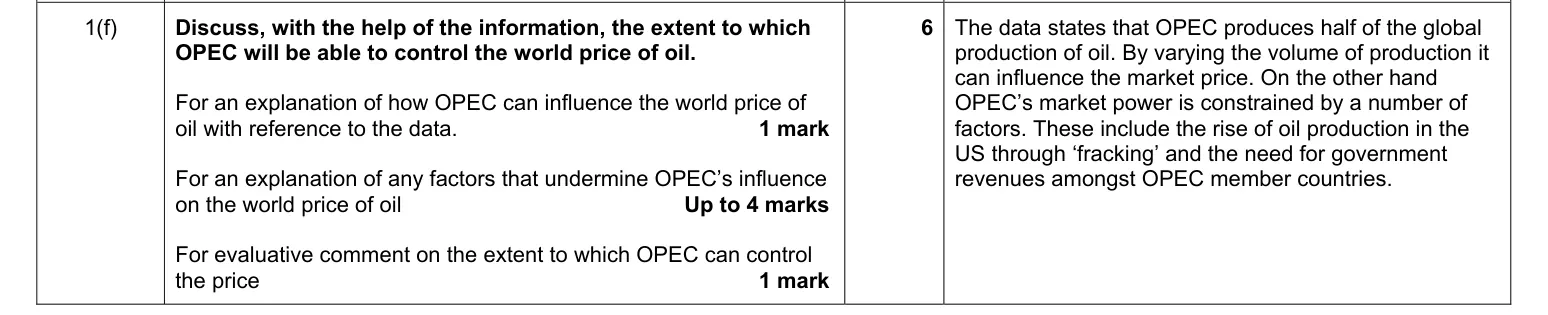 1(f)
Discuss, with the help of the information, the extent to which
OPEC will be able to control the world price of oil.
For an explanation of how OPEC can influence the world price of
oil with reference to the data. 1 mark
For an explanation of any factors that undermine OPEC’s influence
on the world price of oil Up to 4 marks
For evaluative comment on the extent to which OPEC can control
the price 1 mark
6
The data states that OPEC produces half of the global
production of oil. By varying the volume of production it
can influence the market price. On the other hand
OPEC’s market power is constrained by a number of
factors. These include the rise of oil production in the
US through ‘fracking’ and the need for government
revenues amongst OPEC member countries.